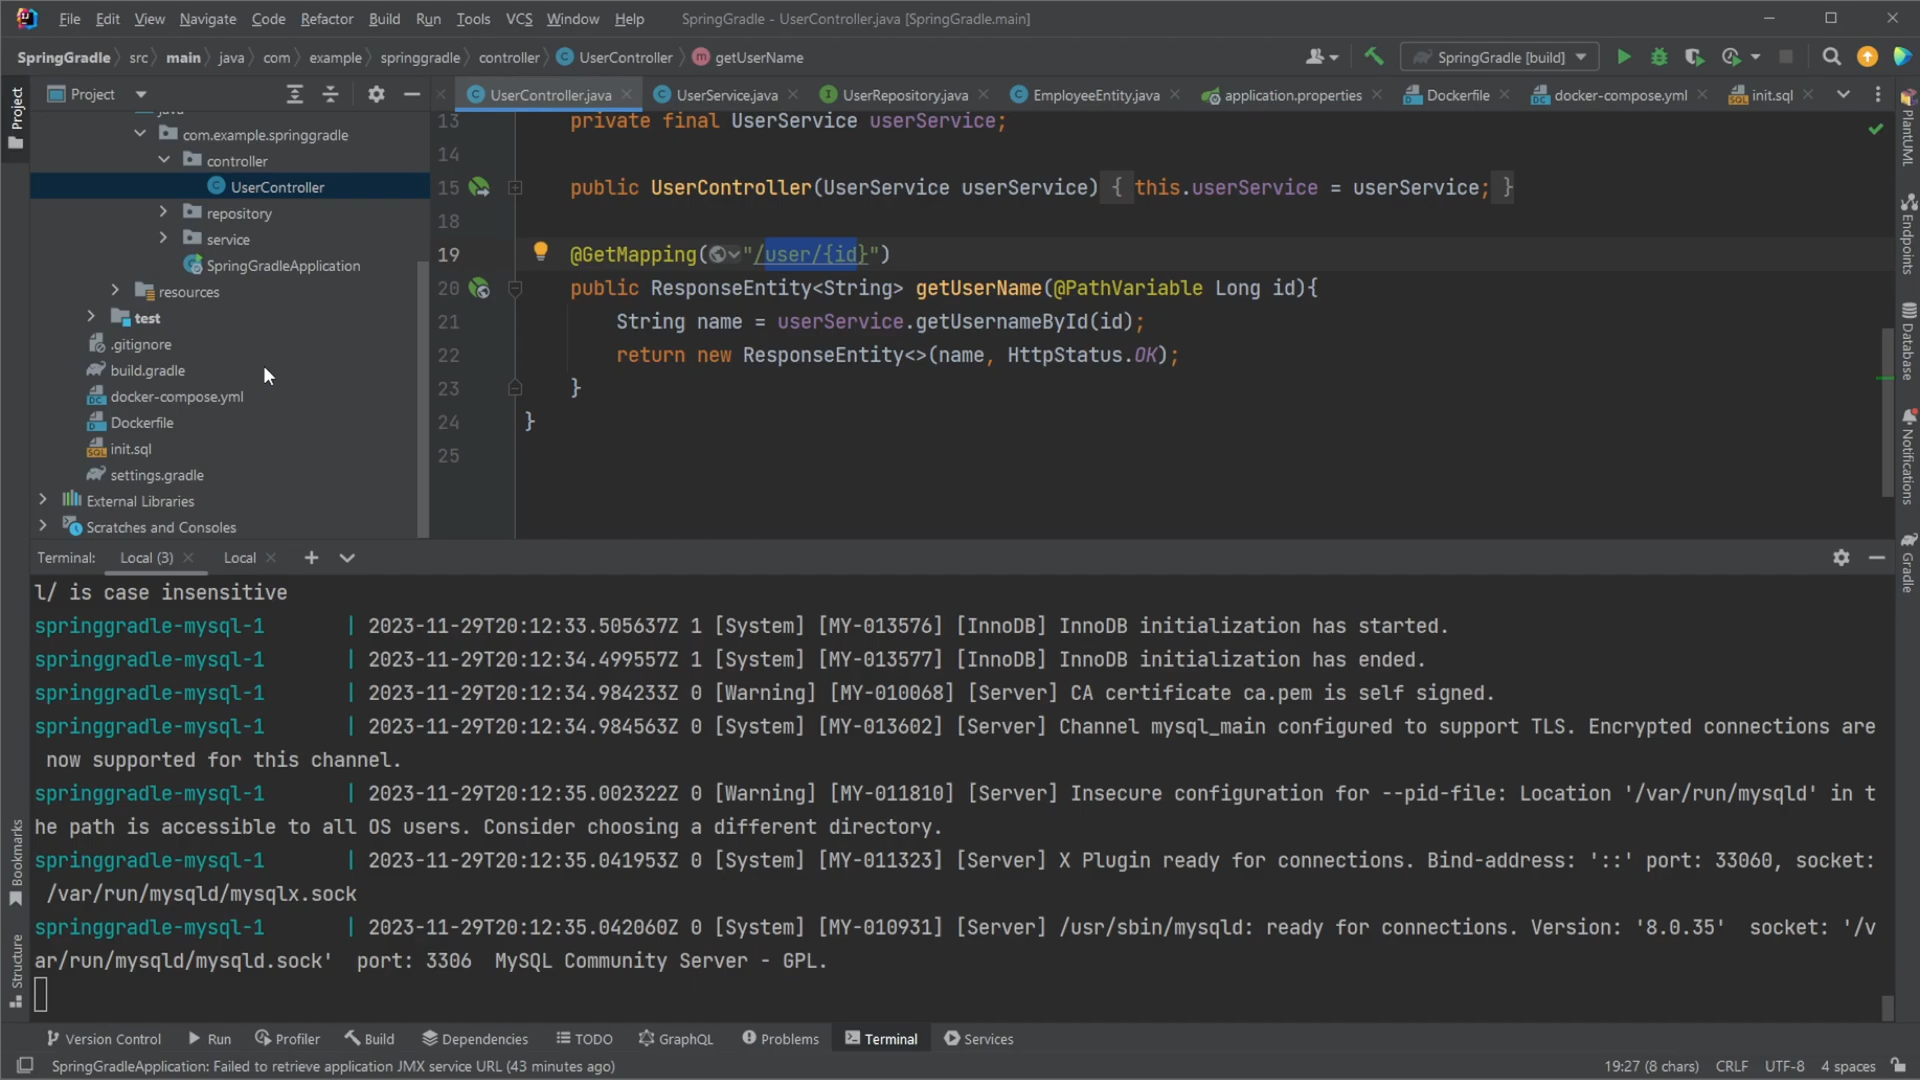 File Edit View Navigate Code Refactor Build Run Tools VCS Window Help SpringGradle - UserController.java [SpringGradle.main]
SpringGradle src main java com example springgradle controller UserController getUserName SpringGradle [build]
Project
UserController.java UserService.java UserRepository.java EmployeeEntity.java application.properties Dockerfile docker-compose.yml init.sql
Project
java
com.example.springgradle
controller
UserController
repository
service
SpringGradleApplication
resources
test
.gitignore
build.gradle
docker-compose.yml
Dockerfile
init.sql
settings.gradle
External Libraries
Scratches and Consoles
13 private final UserService userService;
14
15 public UserController(UserService userService) { this.userService = userService; }
18
19 @GetMapping("/user/{id}")
20 public ResponseEntity<String> getUserName(@PathVariable Long id){
21 String name = userService.getUsernameById(id);
22 return new ResponseEntity<>(name, HttpStatus.OK);
23 }
24 }
25
PlantUML
Endpoints
Database
Notifications
Gradle
Terminal: Local (3) Local
l/ is case insensitive
springgradle-mysql-1 | 2023-11-29T20:12:33.505637Z 1 [System] [MY-013576] [InnoDB] InnoDB initialization has started.
springgradle-mysql-1 | 2023-11-29T20:12:34.499557Z 1 [System] [MY-013577] [InnoDB] InnoDB initialization has ended.
springgradle-mysql-1 | 2023-11-29T20:12:34.984233Z 0 [Warning] [MY-010068] [Server] CA certificate ca.pem is self signed.
springgradle-mysql-1 | 2023-11-29T20:12:34.984563Z 0 [System] [MY-013602] [Server] Channel mysql_main configured to support TLS. Encrypted connections are
now supported for this channel.
springgradle-mysql-1 | 2023-11-29T20:12:35.002322Z 0 [Warning] [MY-011810] [Server] Insecure configuration for --pid-file: Location '/var/run/mysqld' in t
he path is accessible to all OS users. Consider choosing a different directory.
springgradle-mysql-1 | 2023-11-29T20:12:35.041953Z 0 [System] [MY-011323] [Server] X Plugin ready for connections. Bind-address: '::' port: 33060, socket:
/var/run/mysqld/mysqlx.sock
springgradle-mysql-1 | 2023-11-29T20:12:35.042060Z 0 [System] [MY-010931] [Server] /usr/sbin/mysqld: ready for connections. Version: '8.0.35' socket: '/v
ar/run/mysqld/mysqld.sock' port: 3306 MySQL Community Server - GPL.
Bookmarks
Structure
Version Control Run Profiler Build Dependencies TODO GraphQL Problems Terminal Services
SpringGradleApplication: Failed to retrieve application JMX service URL (43 minutes ago) 19:27 (8 chars) CRLF UTF-8 4 spaces